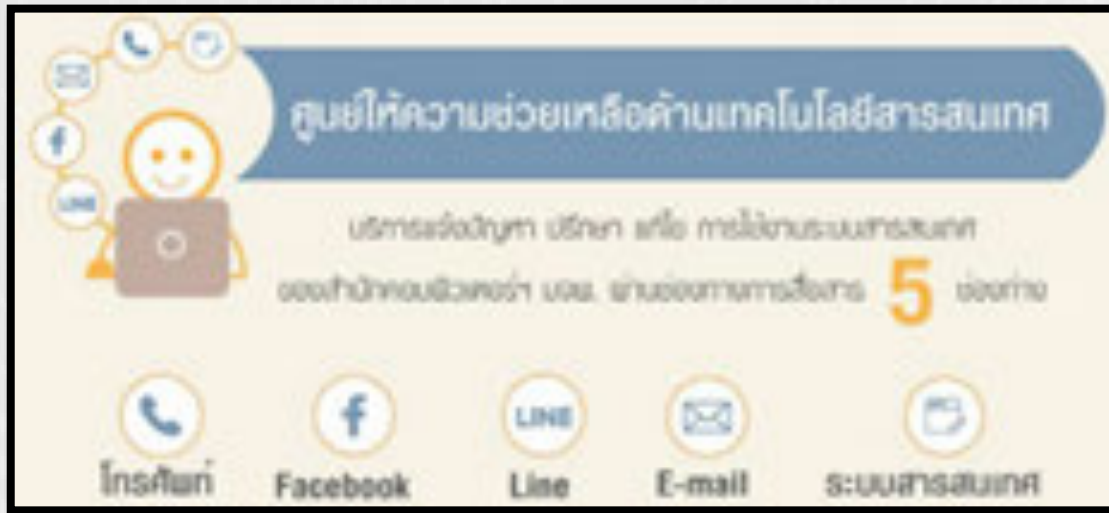 LINE
ศูนย์ให้ความช่วยเหลือด้านเทคโนโลยีสารสนเทศ
บริการแจ้งปัญหา ปรึกษา แก้ไข การใช้งานระบบสารสนเทศ
ของสำนักคอมพิวเตอร์ฯ มจพ. ผ่านช่องทางการสื่อสาร 5 ช่องทาง
LINE
โทรศัพท์ Facebook Line E-mail ระบบสารสนเทศ